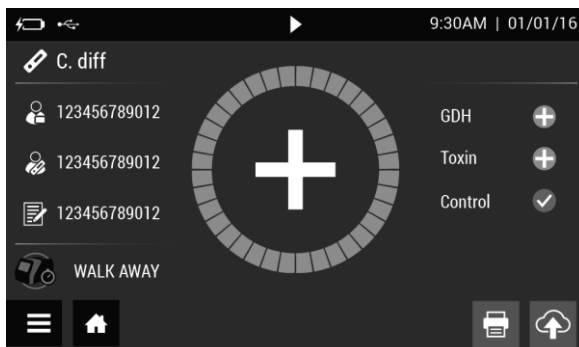 9:30AM | 01/01/16
C. diff
123456789012
123456789012
123456789012
WALK AWAY
GDH
Toxin
Control